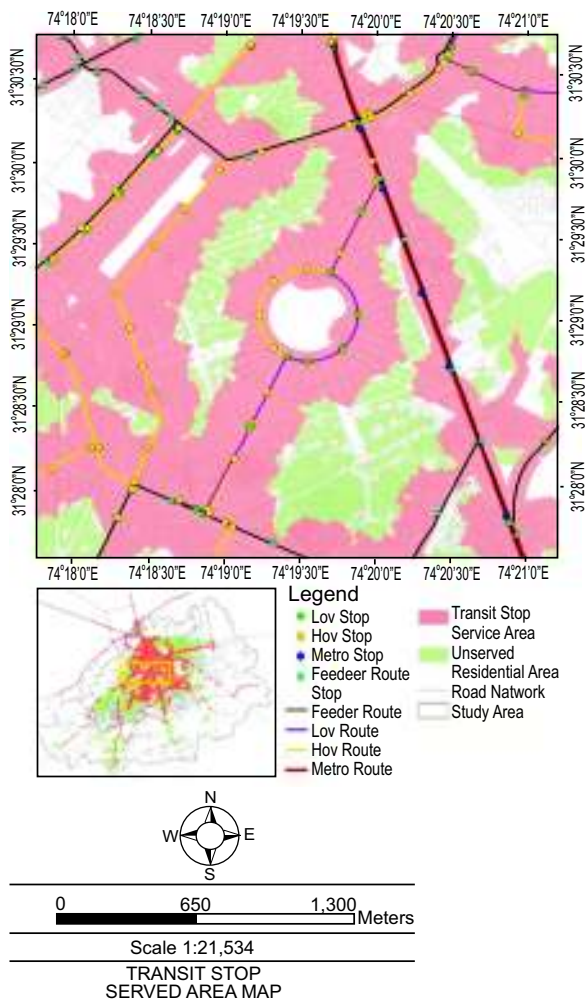 74°18'0"E 74°18'30"E 74°19'0"E 74°19'30"E 74°20'0"E 74°20'30"E 74°21'0"E
31°30'30"N 31°30'30"N
31°30'0"N 31°30'0"N
31°29'30"N 31°29'30"N
31°29'0"N 31°29'0"N
31°28'30"N 31°28'30"N
31°28'0"N 31°28'0"N
74°18'0"E 74°18'30"E 74°19'0"E 74°19'30"E 74°20'0"E 74°20'30"E 74°21'0"E
Legend
Lov Stop
Hov Stop
Metro Stop
Feedeer Route
Stop
Feeder Route
Lov Route
Hov Route
Metro Route
Transit Stop
Service Area
Unserved
Residential Area
Road Natwork
Study Area
N
W E
S
0 650 1,300
Meters
Scale 1:21,534
TRANSIT STOP
SERVED AREA MAP